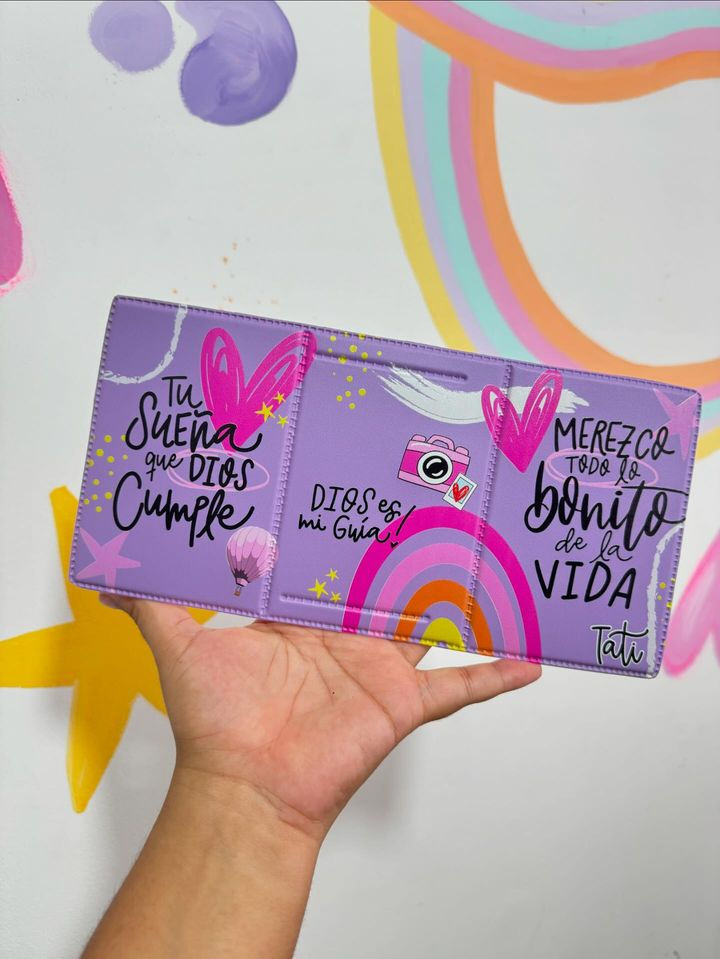 TU
SUEÑA
que DIOS
Cumple
DIOS es
mi Guía!
MEREZCO
TODO lo
bonito
de la
VIDA
Tati